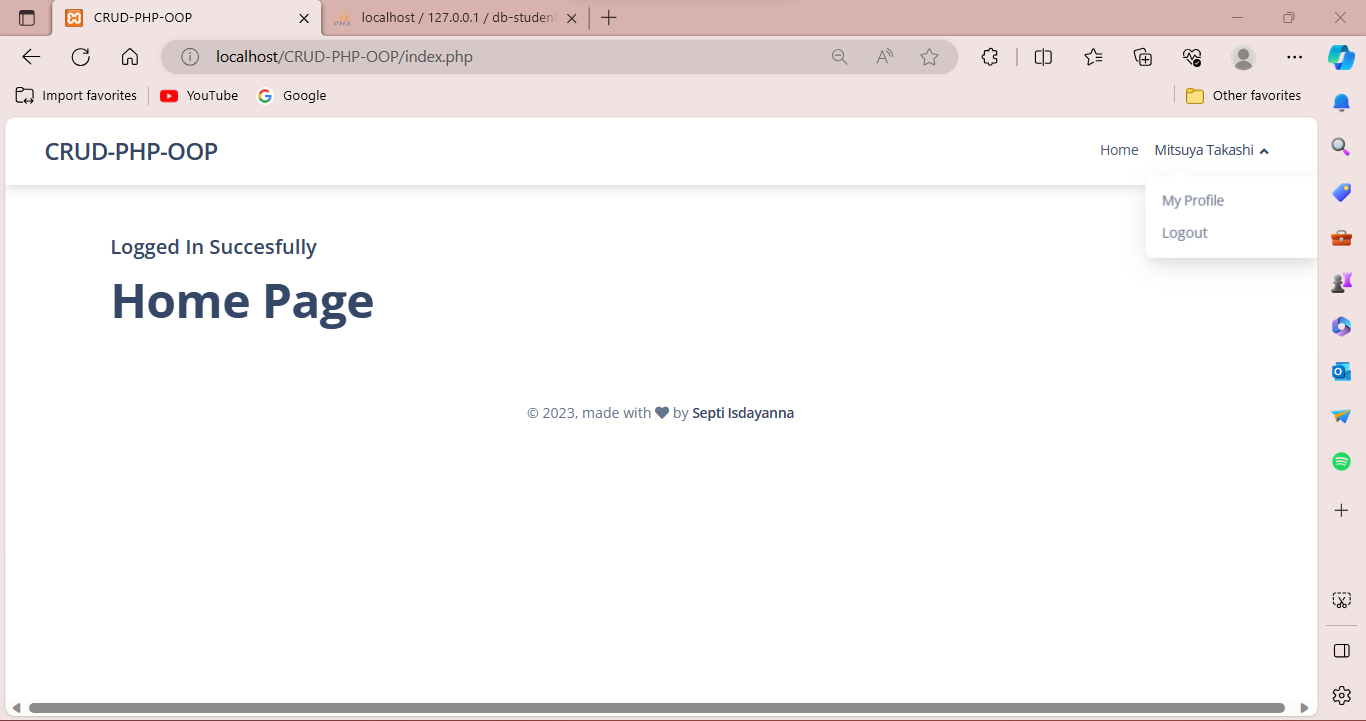 CRUD-PHP-OOP
localhost / 127.0.0.1 / db-studen
localhost/CRUD-PHP-OOP/index.php
Import favorites
YouTube
Google
Other favorites
CRUD-PHP-OOP
Home
Mitsuya Takashi
My Profile
Logout
Logged In Succesfully
Home Page
© 2023, made with ❤ by Septi Isdayanna